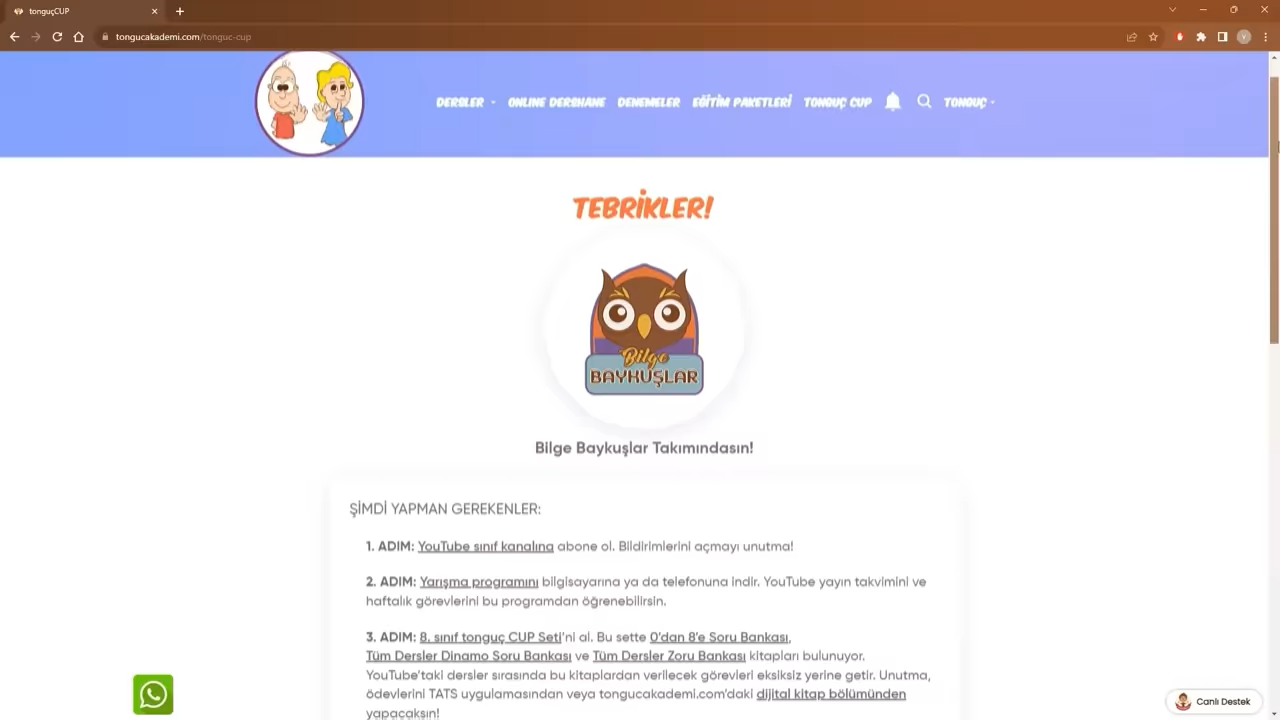 tonguçCUP
tongucakademi.com/tonguc-cup
DERSLER ONLINE DERSHANE DENEMELER EĞİTİM PAKETLERİ TONGUÇ CUP TONGUÇ
TEBRİKLER!
Bilge
BAYKUŞLAR
Bilge Baykuşlar Takımındasın!
ŞİMDİ YAPMAN GEREKENLER:
1. ADIM: YouTube sınıf kanalına abone ol. Bildirimlerini açmayı unutma!
2. ADIM: Yarışma programını bilgisayarına ya da telefonuna indir. YouTube yayın takvimini ve
haftalık görevlerini bu programdan öğrenebilirsin.
3. ADIM: 8. sınıf tonguç CUP Seti'ni al. Bu sette 0'dan 8'e Soru Bankası,
Tüm Dersler Dinamo Soru Bankası ve Tüm Dersler Zoru Bankası kitapları bulunuyor.
YouTube'taki dersler sırasında bu kitaplardan verilecek görevleri eksiksiz yerine getir. Unutma,
ödevlerini TATS uygulamasından veya tongucakademi.com'daki dijital kitap bölümünden
yapacaksın!
Canlı Destek